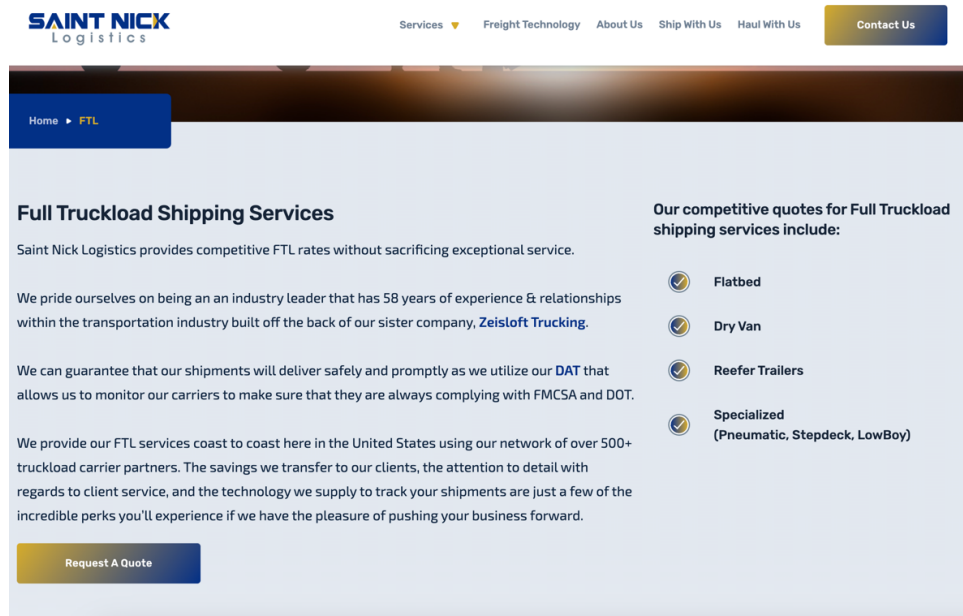 SAINT NICK
Logistics
Services
Freight Technology
About Us
Ship With Us
Haul With Us
Contact Us
Home
FTL
Full Truckload Shipping Services
Saint Nick Logistics provides competitive FTL rates without sacrificing exceptional service.
We pride ourselves on being an an industry leader that has 58 years of experience & relationships
within the transportation industry built off the back of our sister company, Zeisloft Trucking.
We can guarantee that our shipments will deliver safely and promptly as we utilize our DAT that
allows us to monitor our carriers to make sure that they are always complying with FMCSA and DOT.
We provide our FTL services coast to coast here in the United States using our network of over 500+
truckload carrier partners. The savings we transfer to our clients, the attention to detail with
regards to client service, and the technology we supply to track your shipments are just a few of the
incredible perks you'll experience if we have the pleasure of pushing your business forward.
Request A Quote
Our competitive quotes for Full Truckload
shipping services include:
Flatbed
Dry Van
Reefer Trailers
Specialized
(Pneumatic, Stepdeck, LowBoy)